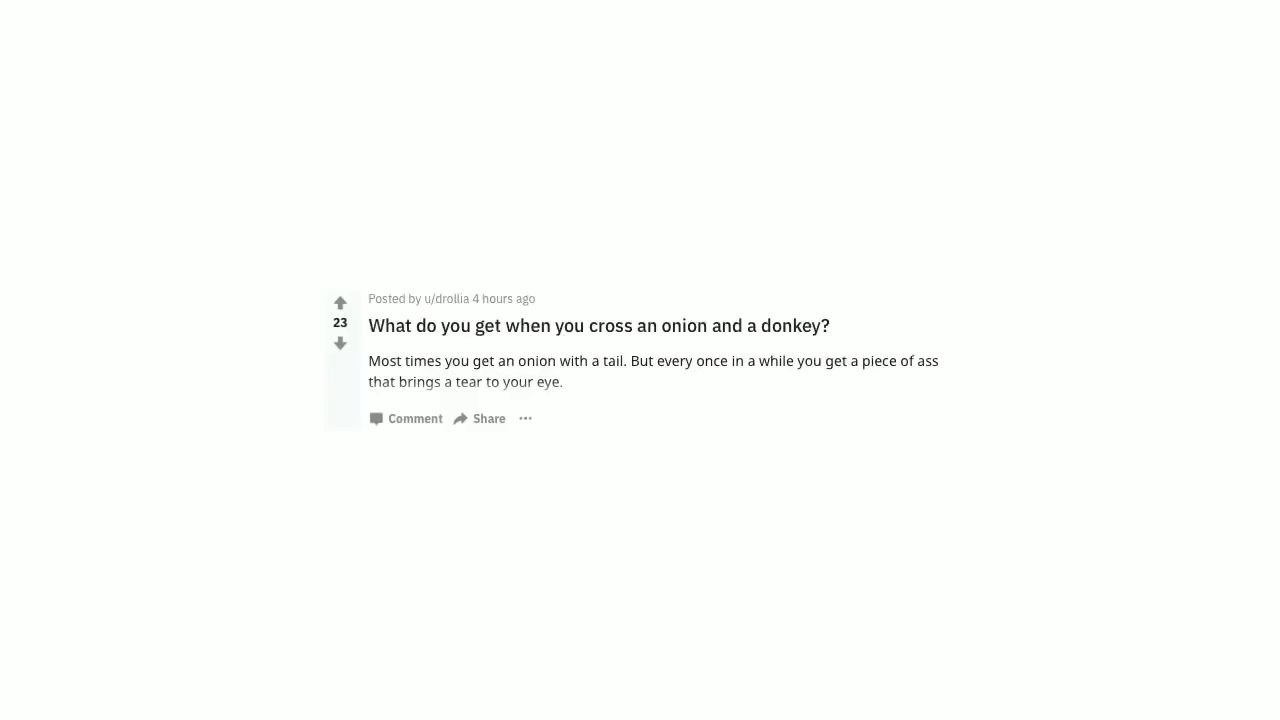 Posted by u/drollia 4 hours ago
23
What do you get when you cross an onion and a donkey?
Most times you get an onion with a tail. But every once in a while you get a piece of ass
that brings a tear to your eye.
Comment Share ···